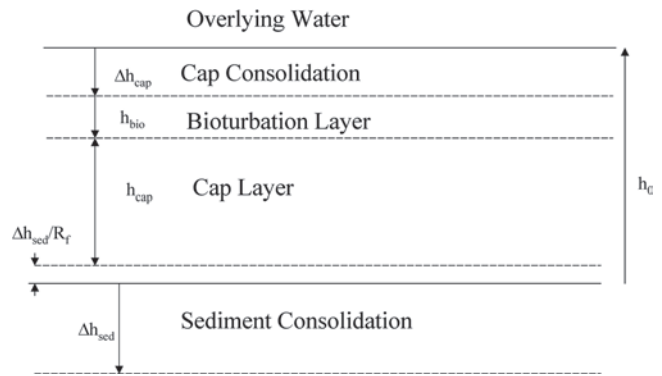 Overlying Water
Δh_cap Cap Consolidation
h_bio Bioturbation Layer
h_cap Cap Layer
h_0
Δh_sed/R_f
Δh_sed Sediment Consolidation